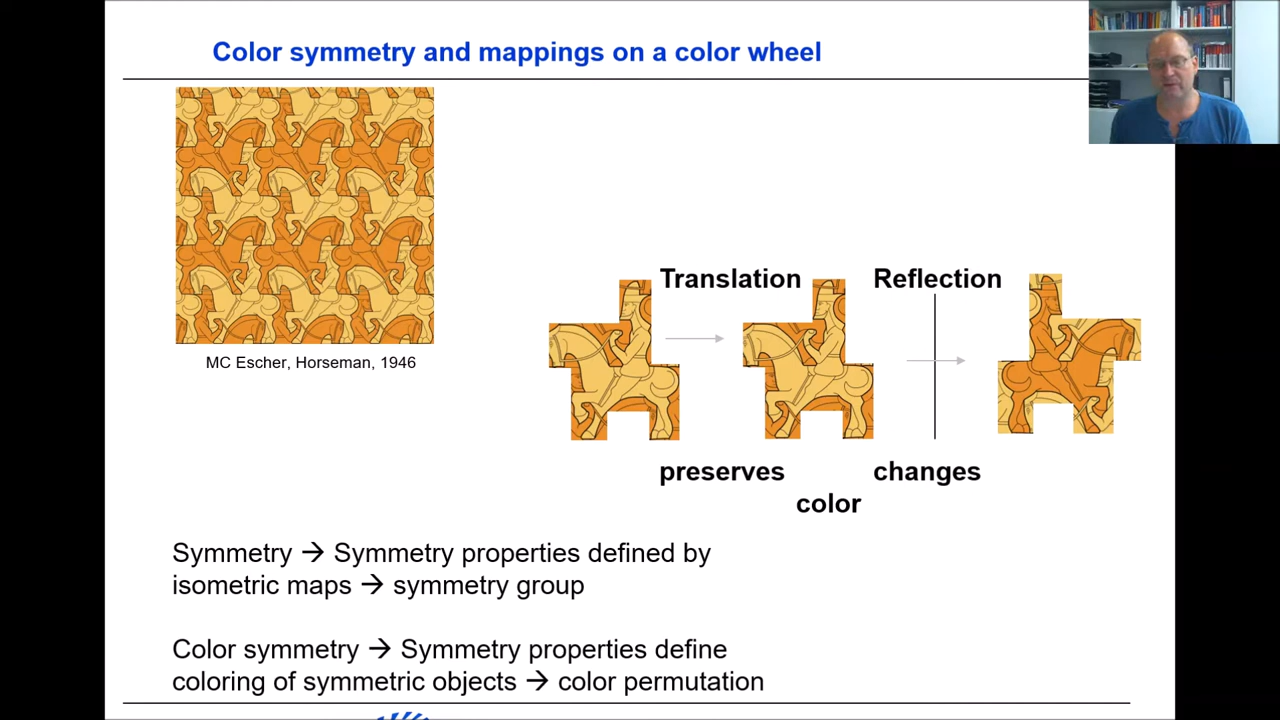 Color symmetry and mappings on a color wheel
MC Escher, Horseman, 1946
Translation
Reflection
preserves
changes
color
Symmetry → Symmetry properties defined by
isometric maps → symmetry group
Color symmetry → Symmetry properties define
coloring of symmetric objects → color permutation